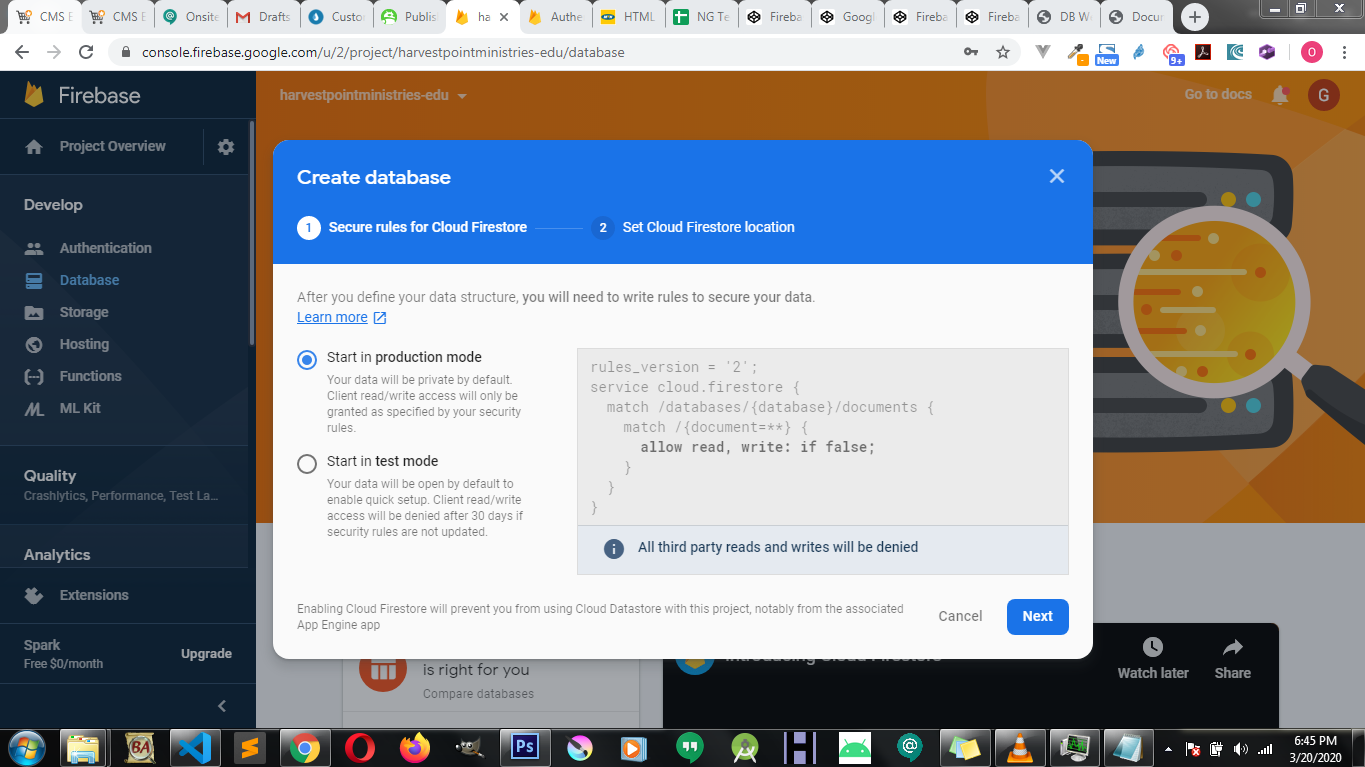 CMS E
CMS E
Onsite
Drafts
Custo
Publis
ha
Authe
HTML
NG Te
Fireba
Googl
Fireba
Fireba
DB W
Docur
console.firebase.google.com/u/2/project/harvestpointministries-edu/database
New
9+
O
Firebase
harvestpointministries-edu
Go to docs
G
Project Overview
Develop
Authentication
Database
Storage
Hosting
Functions
ML Kit
Quality
Crashlytics, Performance, Test La...
Analytics
Extensions
Spark
Free $0/month
Upgrade
Create database
1 Secure rules for Cloud Firestore
2 Set Cloud Firestore location
After you define your data structure, you will need to write rules to secure your data.
Learn more
Start in production mode
Your data will be private by default.
Client read/write access will only be
granted as specified by your security
rules.
Start in test mode
Your data will be open by default to
enable quick setup. Client read/write
access will be denied after 30 days if
security rules are not updated.
rules_version = '2';
service cloud.firestore {
match /databases/{database}/documents {
match /{document=**} {
allow read, write: if false;
}
}
}
All third party reads and writes will be denied
Enabling Cloud Firestore will prevent you from using Cloud Datastore with this project, notably from the associated
App Engine app
Cancel
Next
is right for you
Compare databases
Introducing Cloud Firestore
Watch later
Share
BA
Ps
6:45 PM
3/20/2020